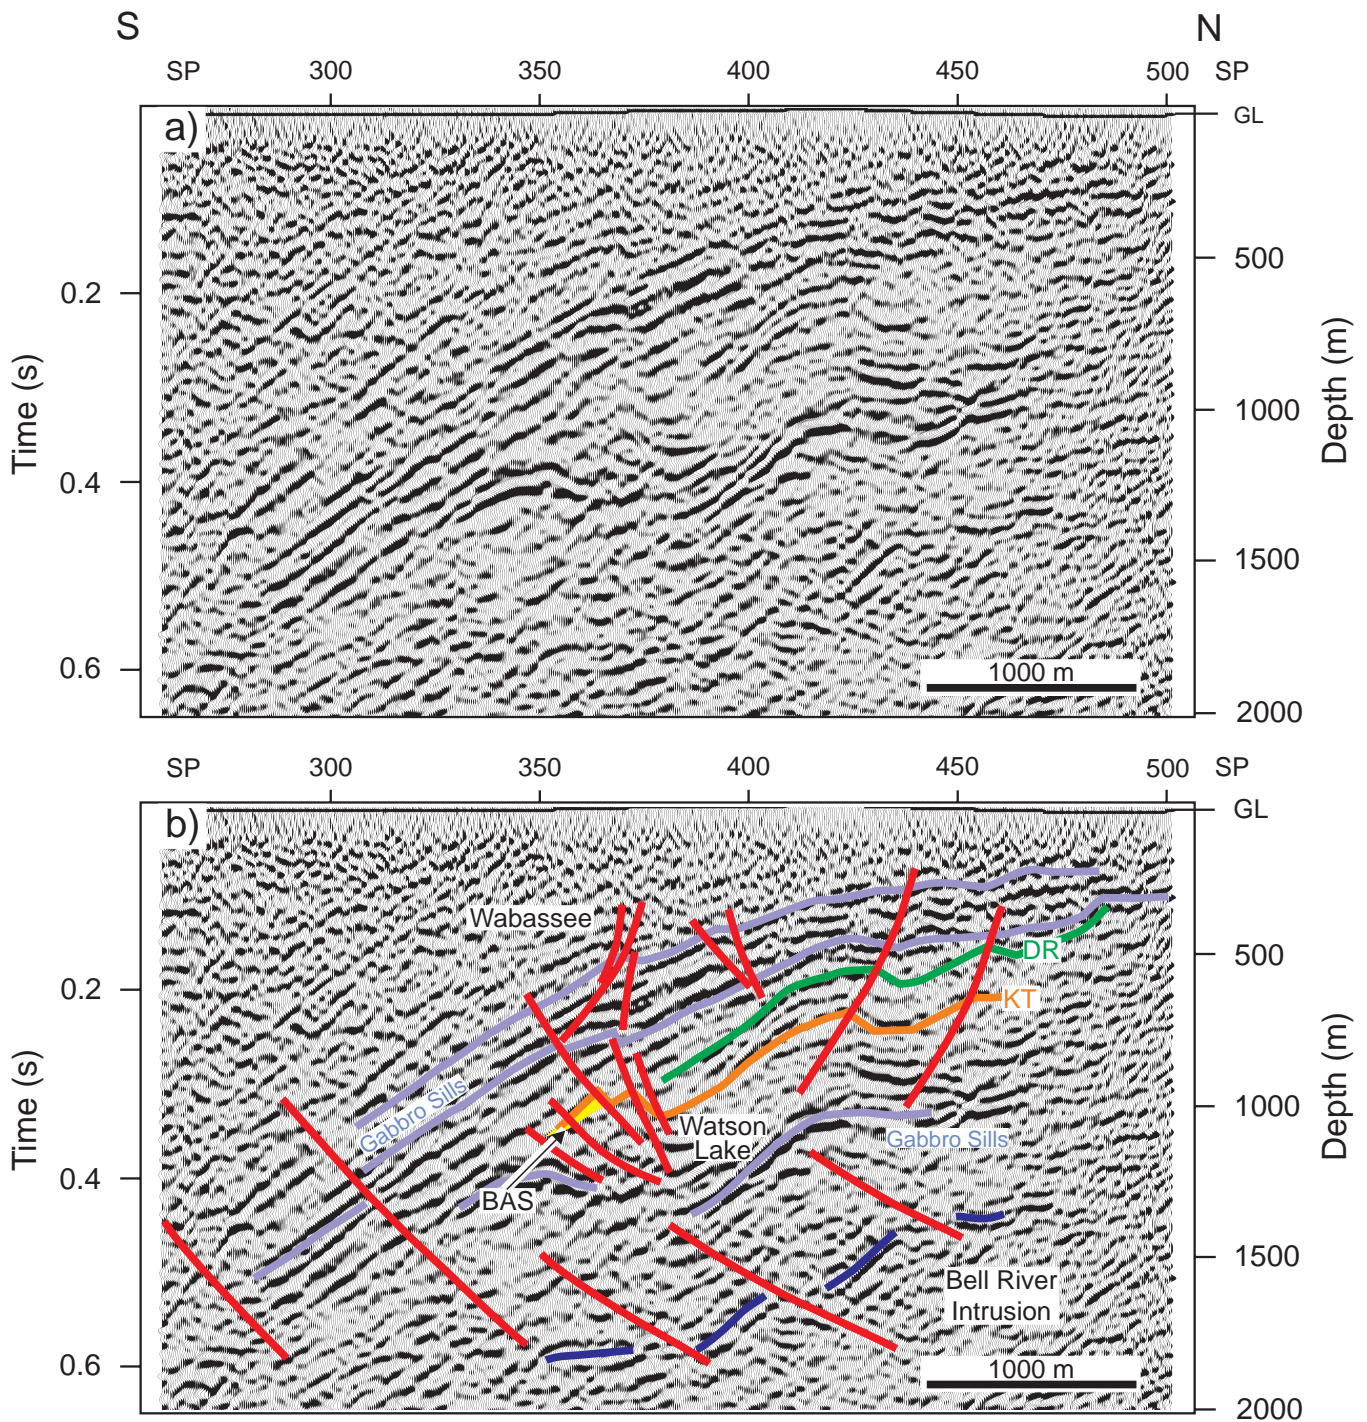 S N
SP 300 350 400 450 500 SP
a)
GL
500
0.2
Time (s)
Depth (m)
1000
0.4
1500
0.6
1000 m
2000
SP 300 350 400 450 500 SP
b)
GL
Wabassee
DR
500
0.2
KT
Time (s)
Depth (m)
Gabbro Sills
1000
Watson
Lake
Gabbro Sills
0.4
BAS
1500
Bell River
Intrusion
0.6
1000 m
2000